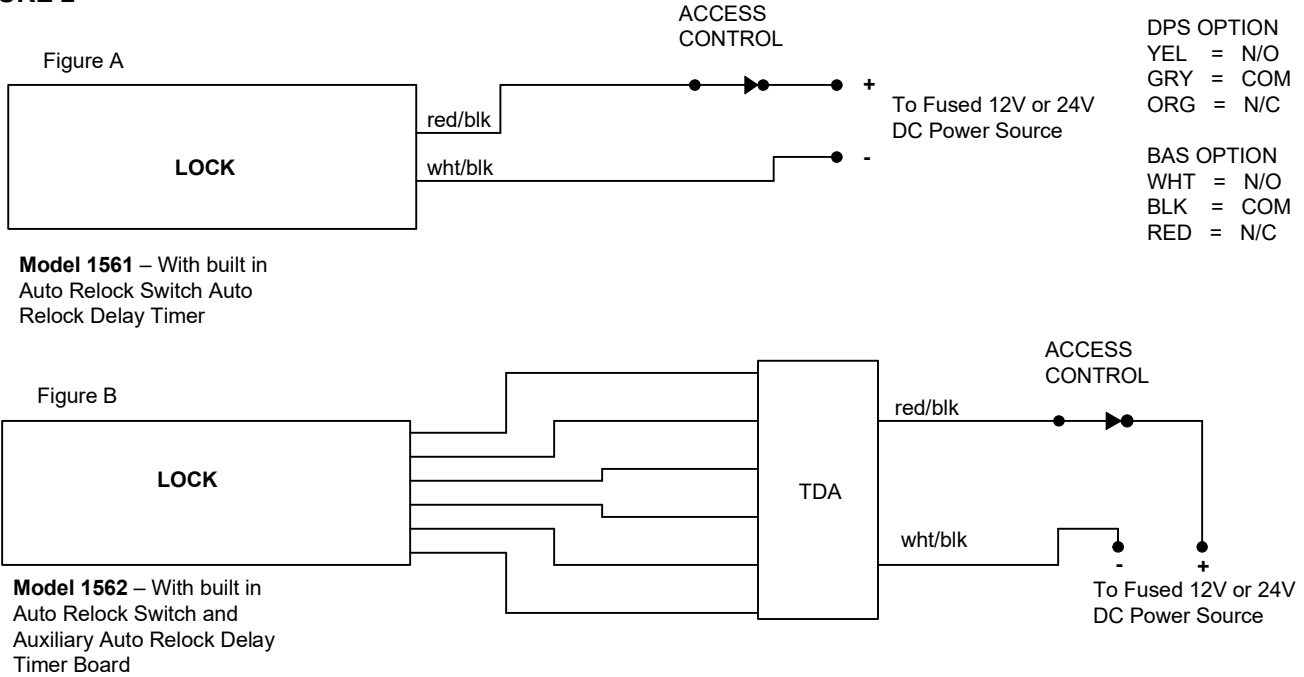 Figure A
ACCESS
CONTROL
red/blk
wht/blk
LOCK
+
-
To Fused 12V or 24V
DC Power Source
DPS OPTION
YEL = N/O
GRY = COM
ORG = N/C
BAS OPTION
WHT = N/O
BLK = COM
RED = N/C
Model 1561 – With built in
Auto Relock Switch Auto
Relock Delay Timer
Figure B
LOCK
TDA
ACCESS
CONTROL
red/blk
wht/blk
- +
To Fused 12V or 24V
DC Power Source
Model 1562 – With built in
Auto Relock Switch and
Auxiliary Auto Relock Delay
Timer Board